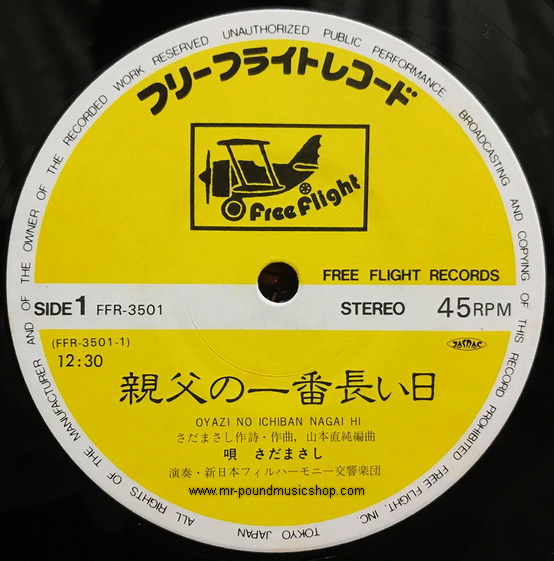 ALL RIGHTS OF THE MANUFACTURER AND OF THE OWNER OF THE RECORDED WORK RESERVED UNAUTHORIZED PUBLIC PERFORMANCE BROADCASTING AND COPYING OF THIS RECORD PROHIBITED FREE FLIGHT, INC. TOKYO JAPAN
フリーフライトレコード
Free Flight
FREE FLIGHT RECORDS
SIDE 1 FFR-3501 STEREO 45RPM
(FFR-3501-1)
JASRAC
12:30
親父の一番長い日
OYAZI NO ICHIBAN NAGAI HI
さだまさし作詩・作曲, 山本直純編曲
唄 さだまさし
演奏・新日本フィルハーモニー交響楽団
www.mr-poundmusicshop.com